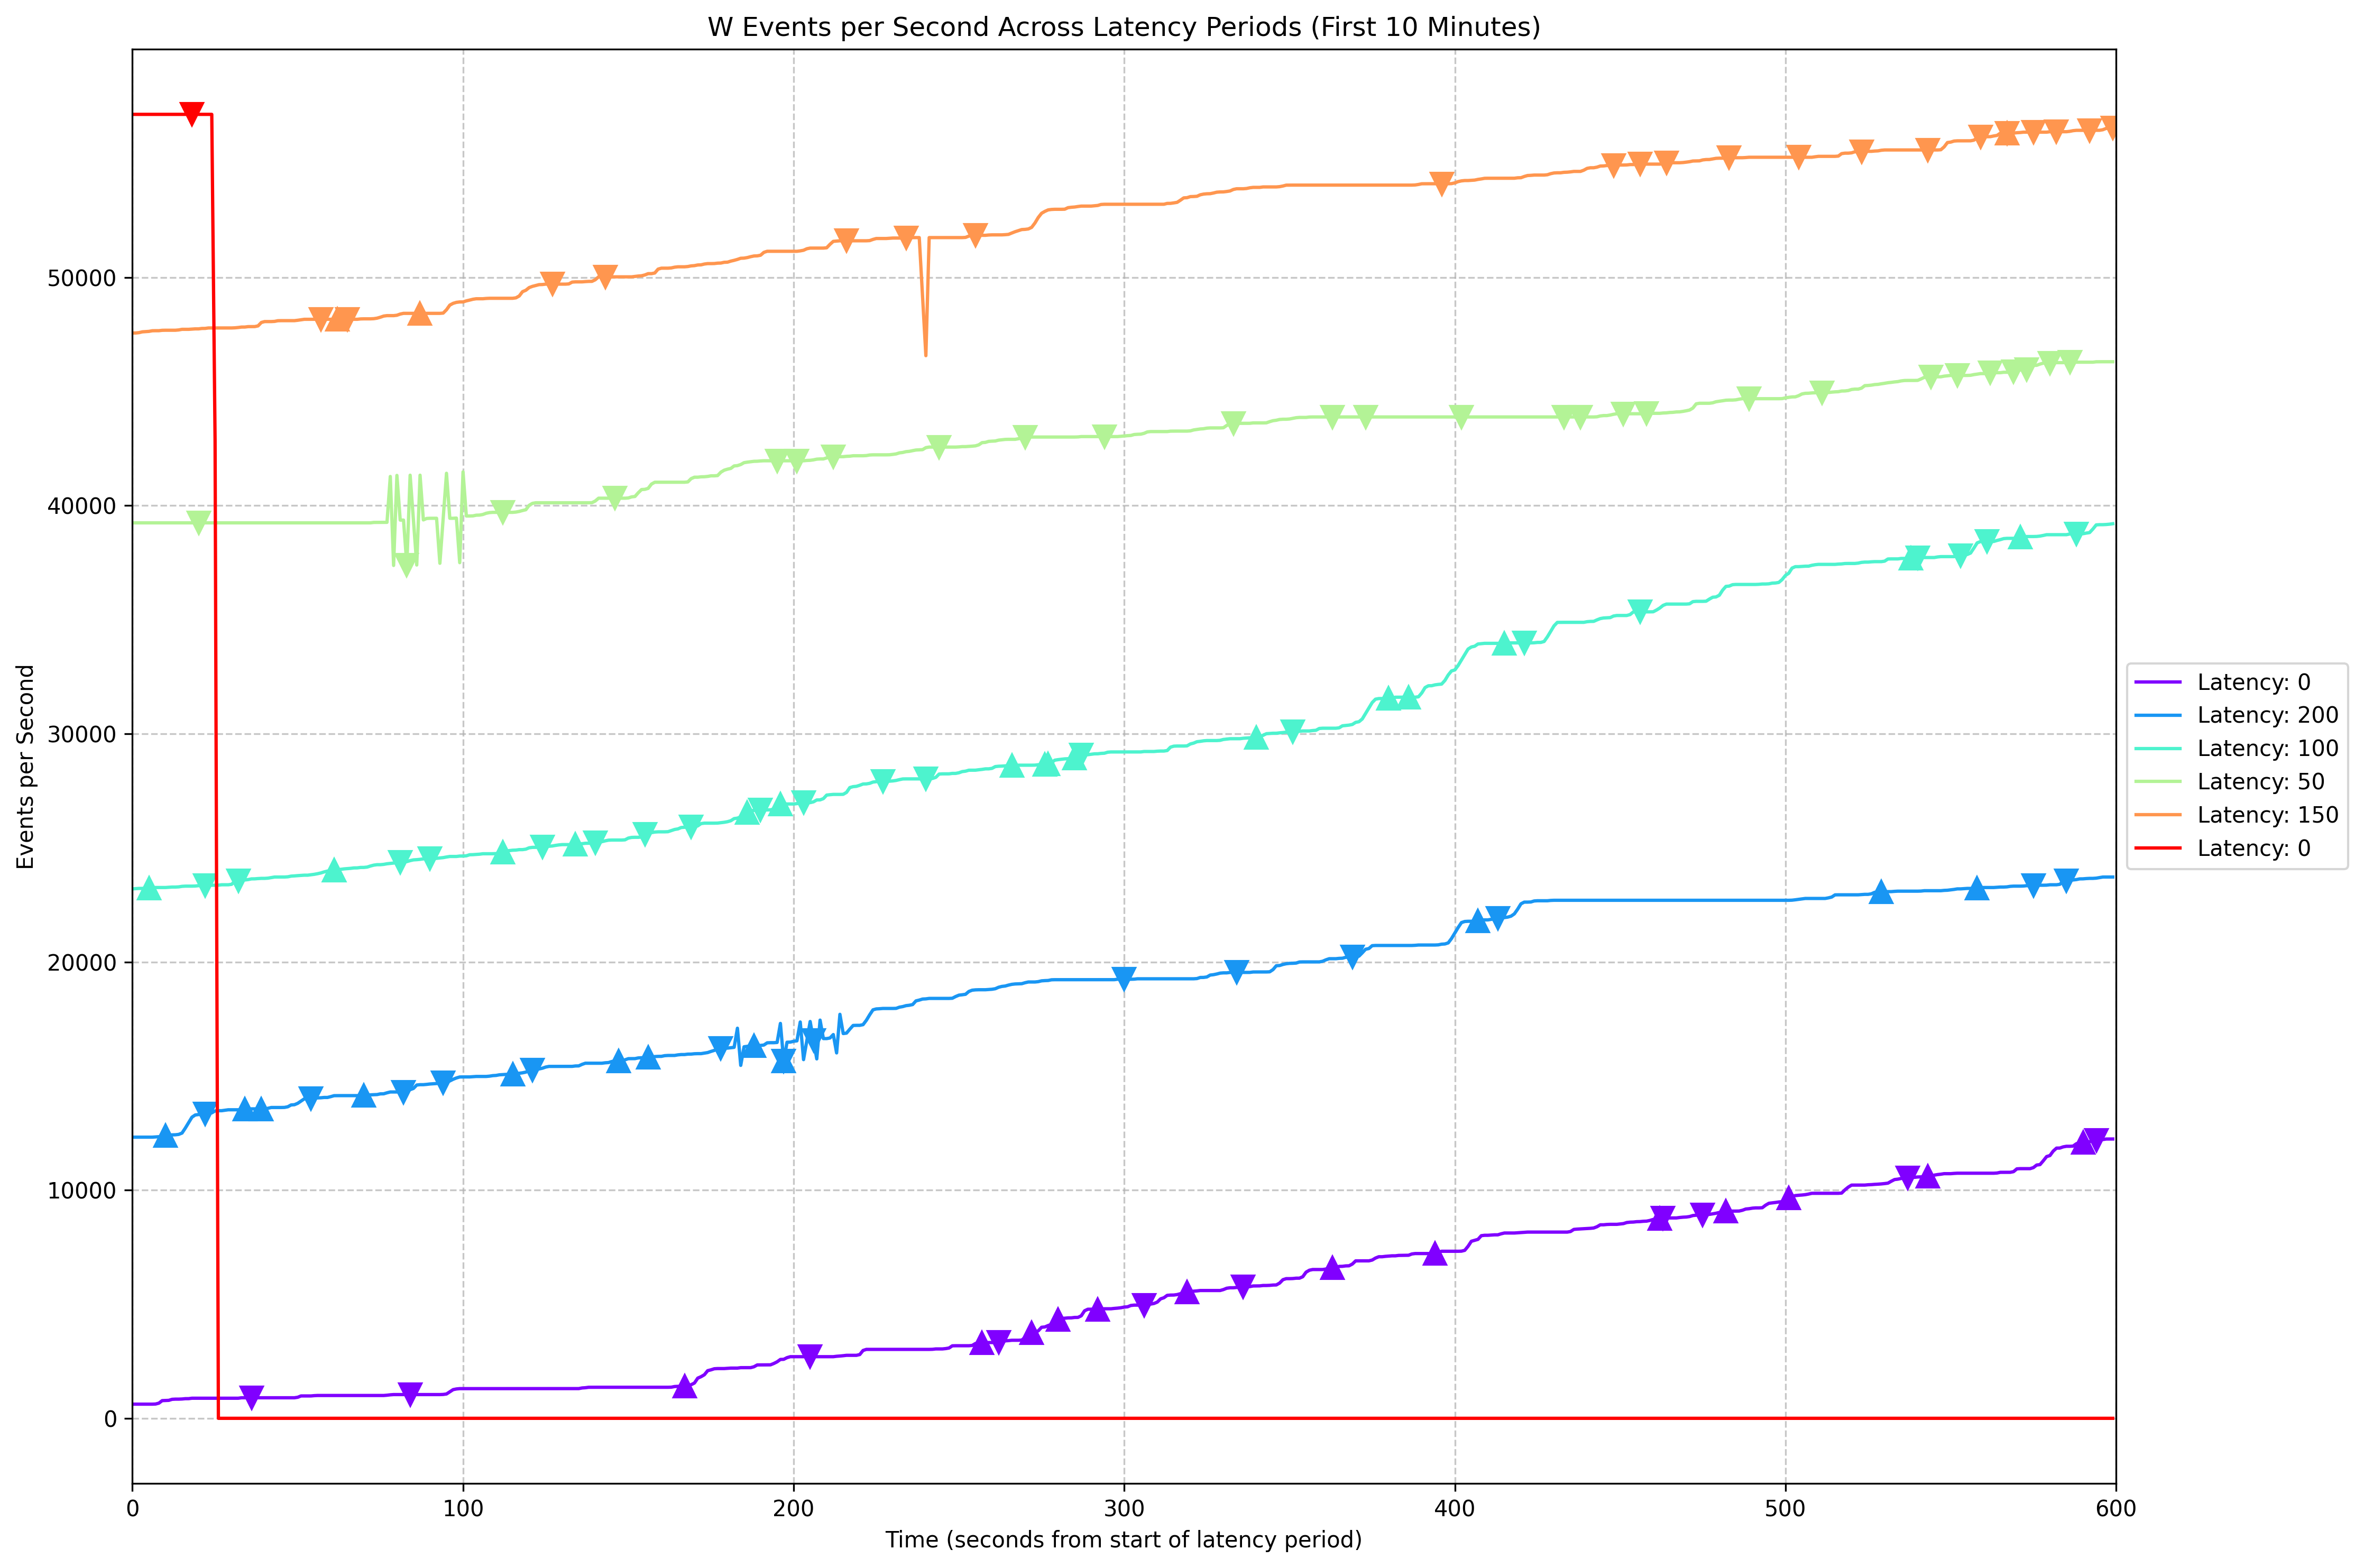 W Events per Second Across Latency Periods (First 10 Minutes)
Events per Second
50000
40000
30000
20000
10000
0
0 100 200 300 400 500 600
Time (seconds from start of latency period)
Latency: 0
Latency: 200
Latency: 100
Latency: 50
Latency: 150
Latency: 0